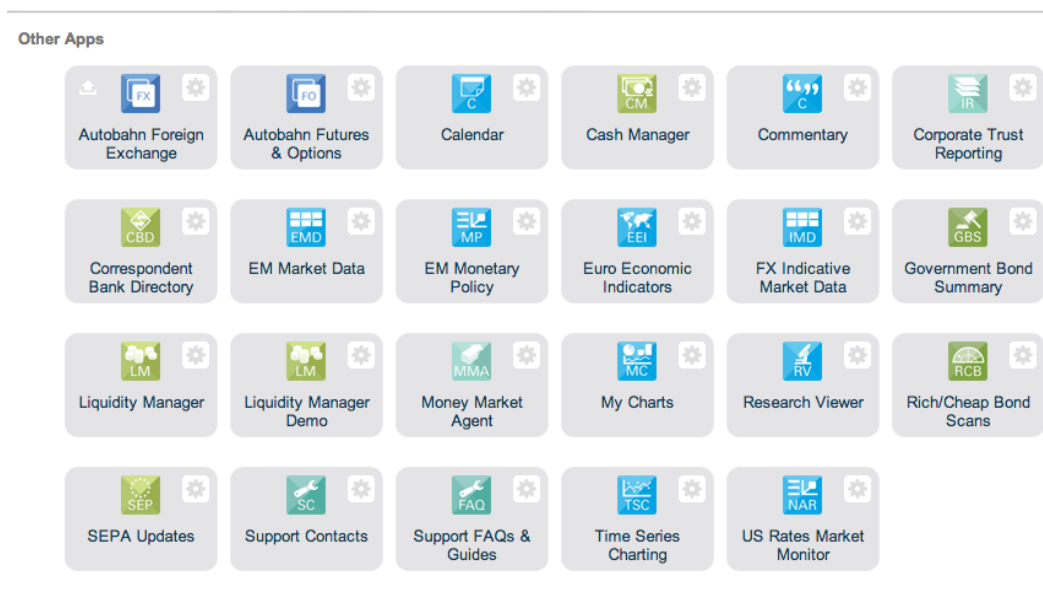 Other Apps
FX
FO
C
CM
C
IR
Autobahn Foreign
Exchange
Autobahn Futures
& Options
Calendar
Cash Manager
Commentary
Corporate Trust
Reporting
CBD
EMD
MP
EEI
IMD
GBS
Correspondent
Bank Directory
EM Market Data
EM Monetary
Policy
Euro Economic
Indicators
FX Indicative
Market Data
Government Bond
Summary
LM
LM
MMA
MC
RV
RCB
Liquidity Manager
Liquidity Manager
Demo
Money Market
Agent
My Charts
Research Viewer
Rich/Cheap Bond
Scans
SEP
SC
FAQ
TSC
NAR
SEPA Updates
Support Contacts
Support FAQs &
Guides
Time Series
Charting
US Rates Market
Monitor